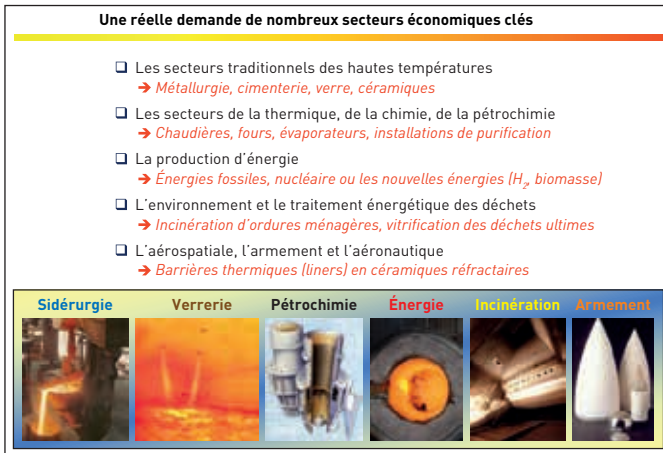 Une réelle demande de nombreux secteurs économiques clés
❑ Les secteurs traditionnels des hautes températures
➔ Métallurgie, cimenterie, verre, céramiques
❑ Les secteurs de la thermique, de la chimie, de la pétrochimie
➔ Chaudières, fours, évaporateurs, installations de purification
❑ La production d'énergie
➔ Énergies fossiles, nucléaire ou les nouvelles énergies (H₂, biomasse)
❑ L'environnement et le traitement énergétique des déchets
➔ Incinération d'ordures ménagères, vitrification des déchets ultimes
❑ L'aérospatiale, l'armement et l'aéronautique
➔ Barrières thermiques (liners) en céramiques réfractaires
Sidérurgie Verrerie Pétrochimie Énergie Incinération Armement